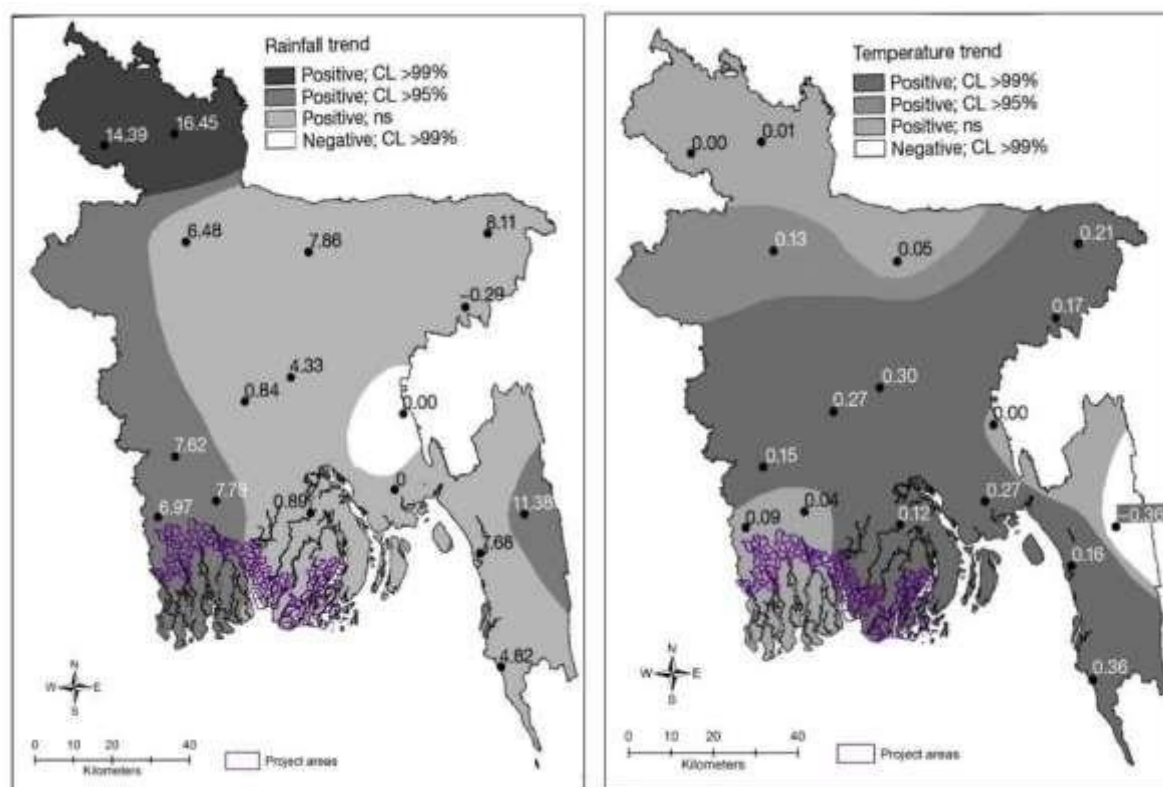 Rainfall trend
Positive; CL >99%
Positive; CL >95%
Positive; ns
Negative; CL >99%
14.39
16.45
6.48
7.86
8.11
−0.29
4.33
0.84
0.00
7.62
7.79
6.97
0.89
0
11.38
7.68
4.82
N
W E
S
0 10 20 40
Kilometers
Project areas
Temperature trend
Positive; CL >99%
Positive; CL >95%
Positive; ns
Negative; CL >99%
0.00
0.01
0.13
0.05
0.21
0.17
0.30
0.27
0.00
0.15
0.04
0.09
0.12
0.27
0.16
0.36
N
W E
S
0 10 20 40
Kilometers
Project areas